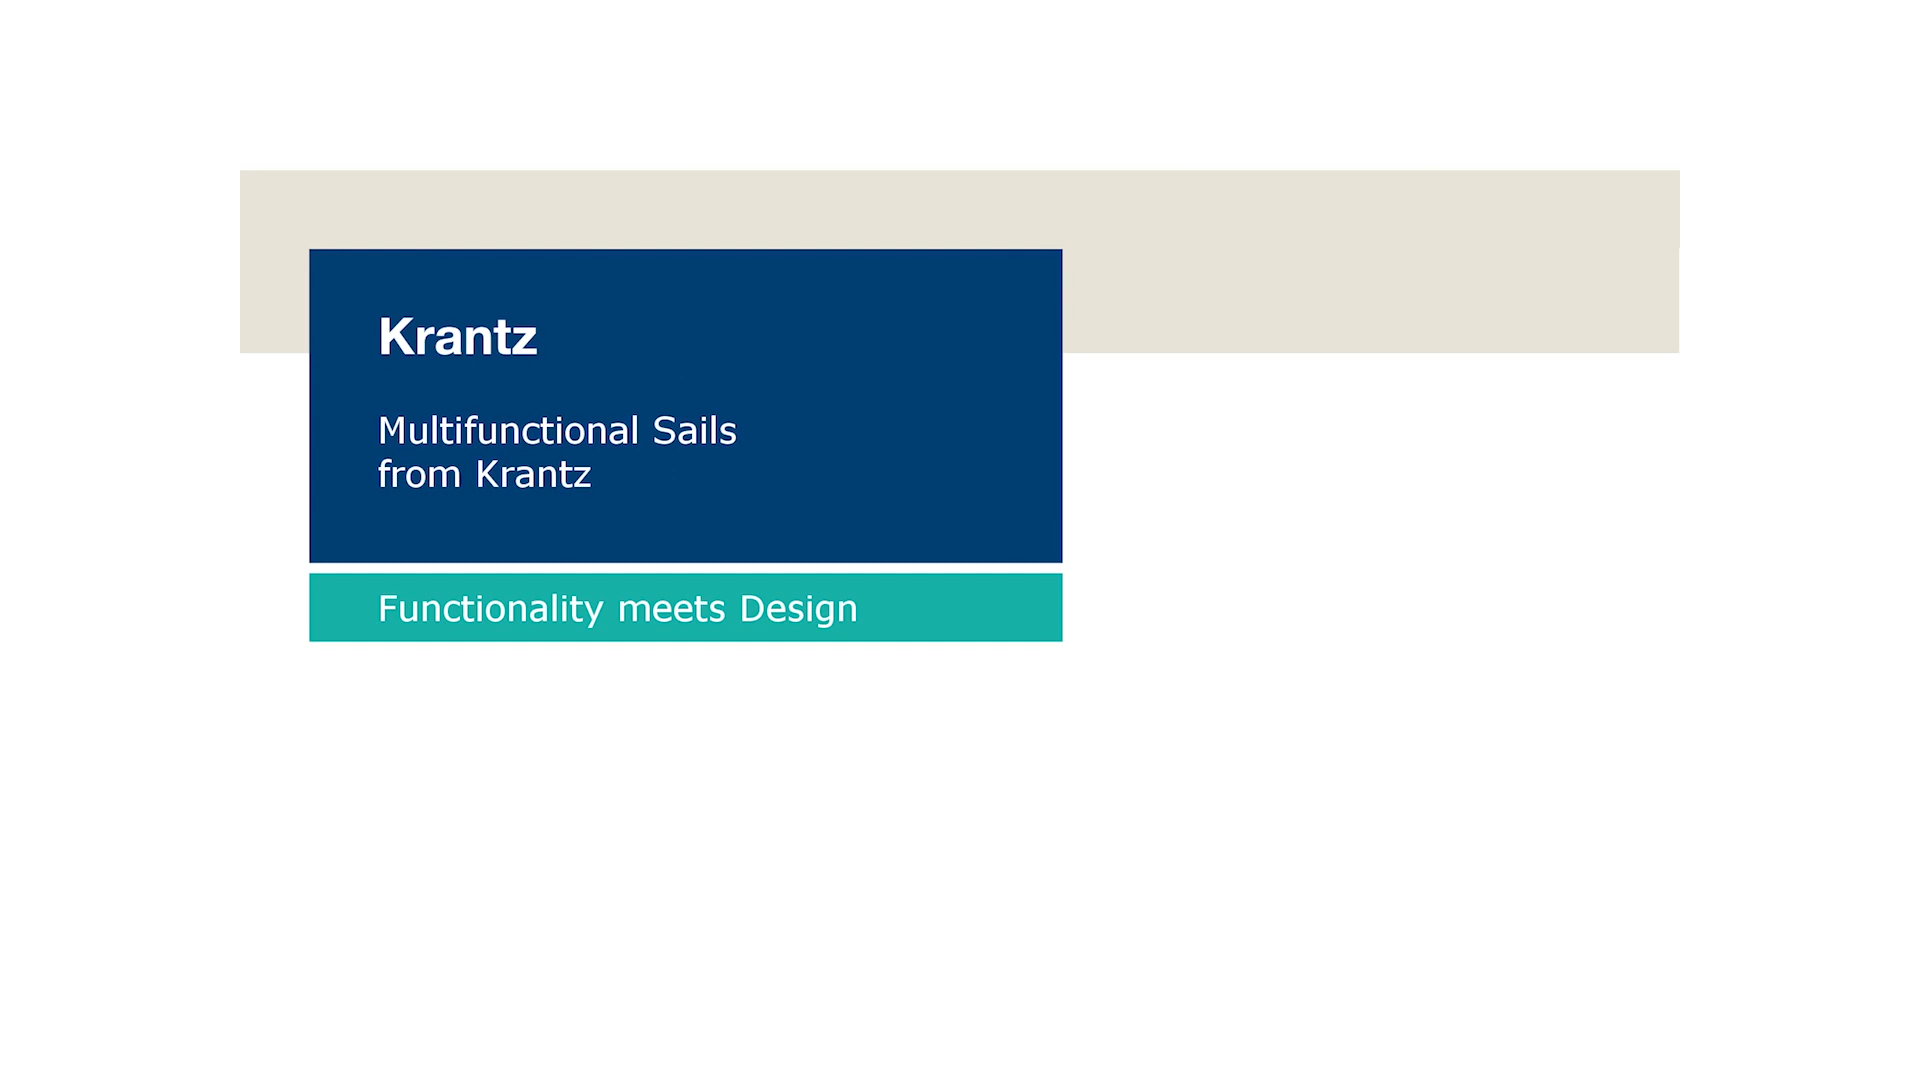 Krantz
Multifunctional Sails
from Krantz
Functionality meets Design